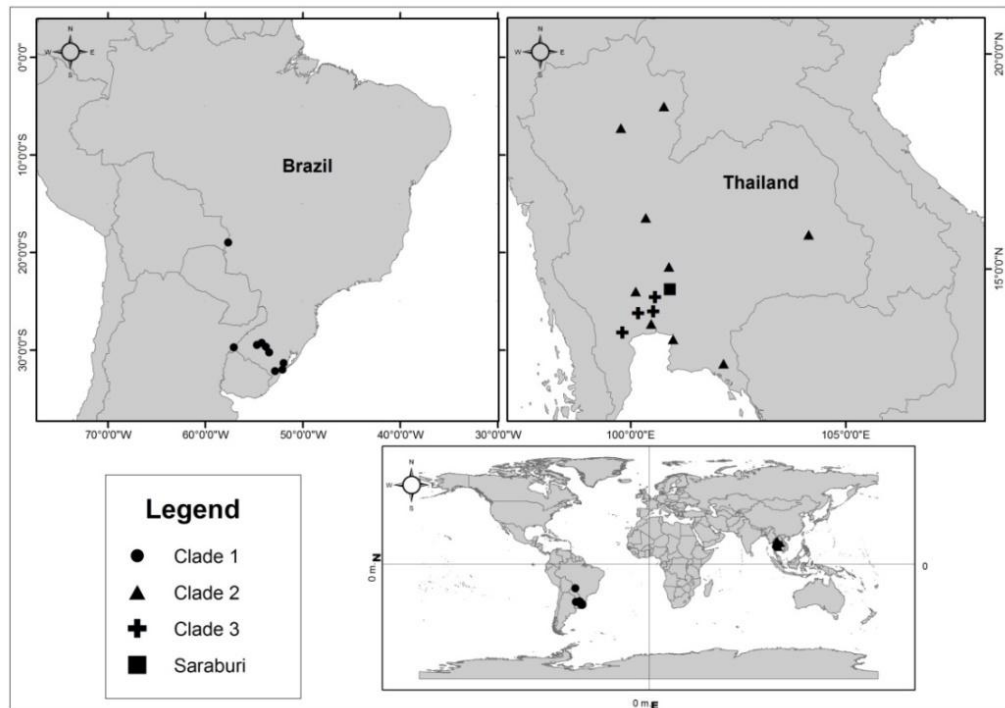 N
W E
S
0°0'0"
10°0'0"S
20°0'0"S
30°0'0"S
70°0'0"W 60°0'0"W 50°0'0"W 40°0'0"W 30°0'0"W
Brazil
N
W E
S
Thailand
20°0'0"N
15°0'0"N
100°0'0"E 105°0'0"E
Legend
Clade 1
Clade 2
Clade 3
Saraburi
N
W E
S
0 m. N
0
0 m. E